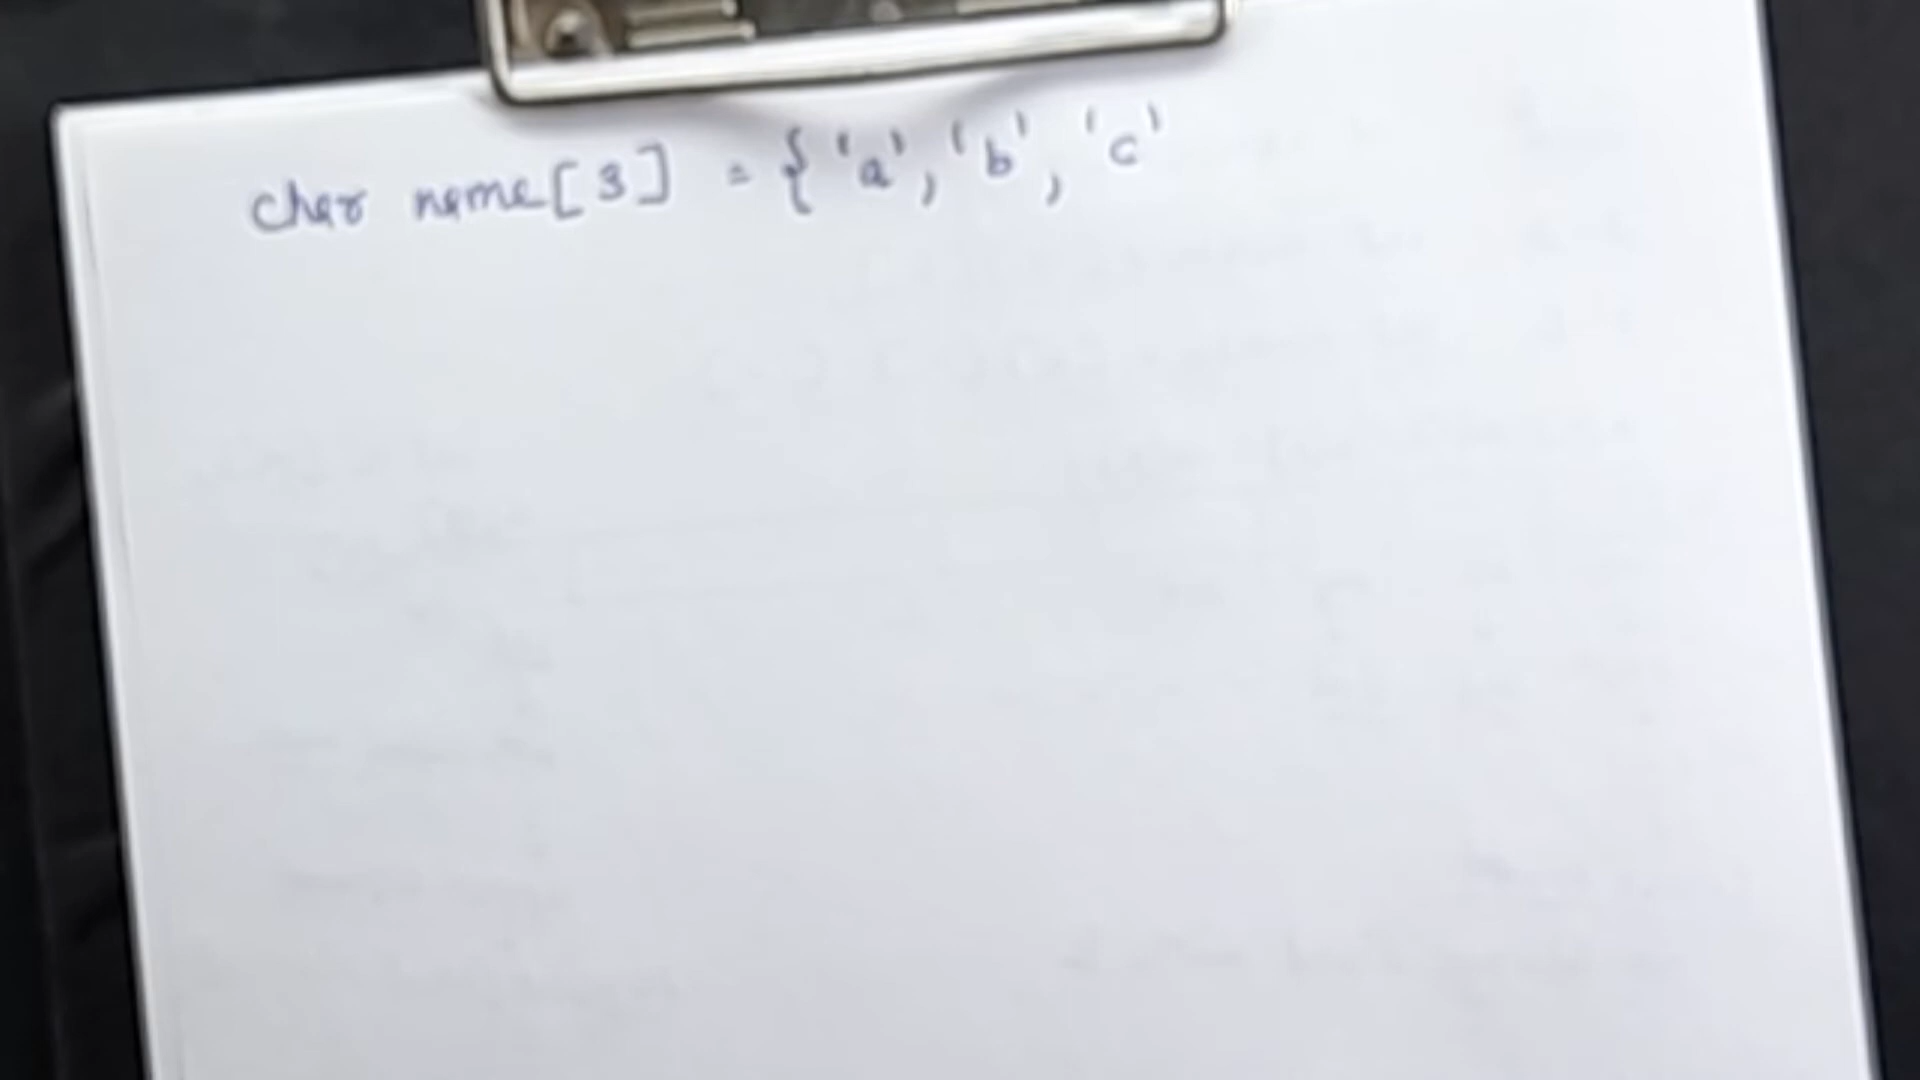 char name[3] = {'a', 'b', 'c'